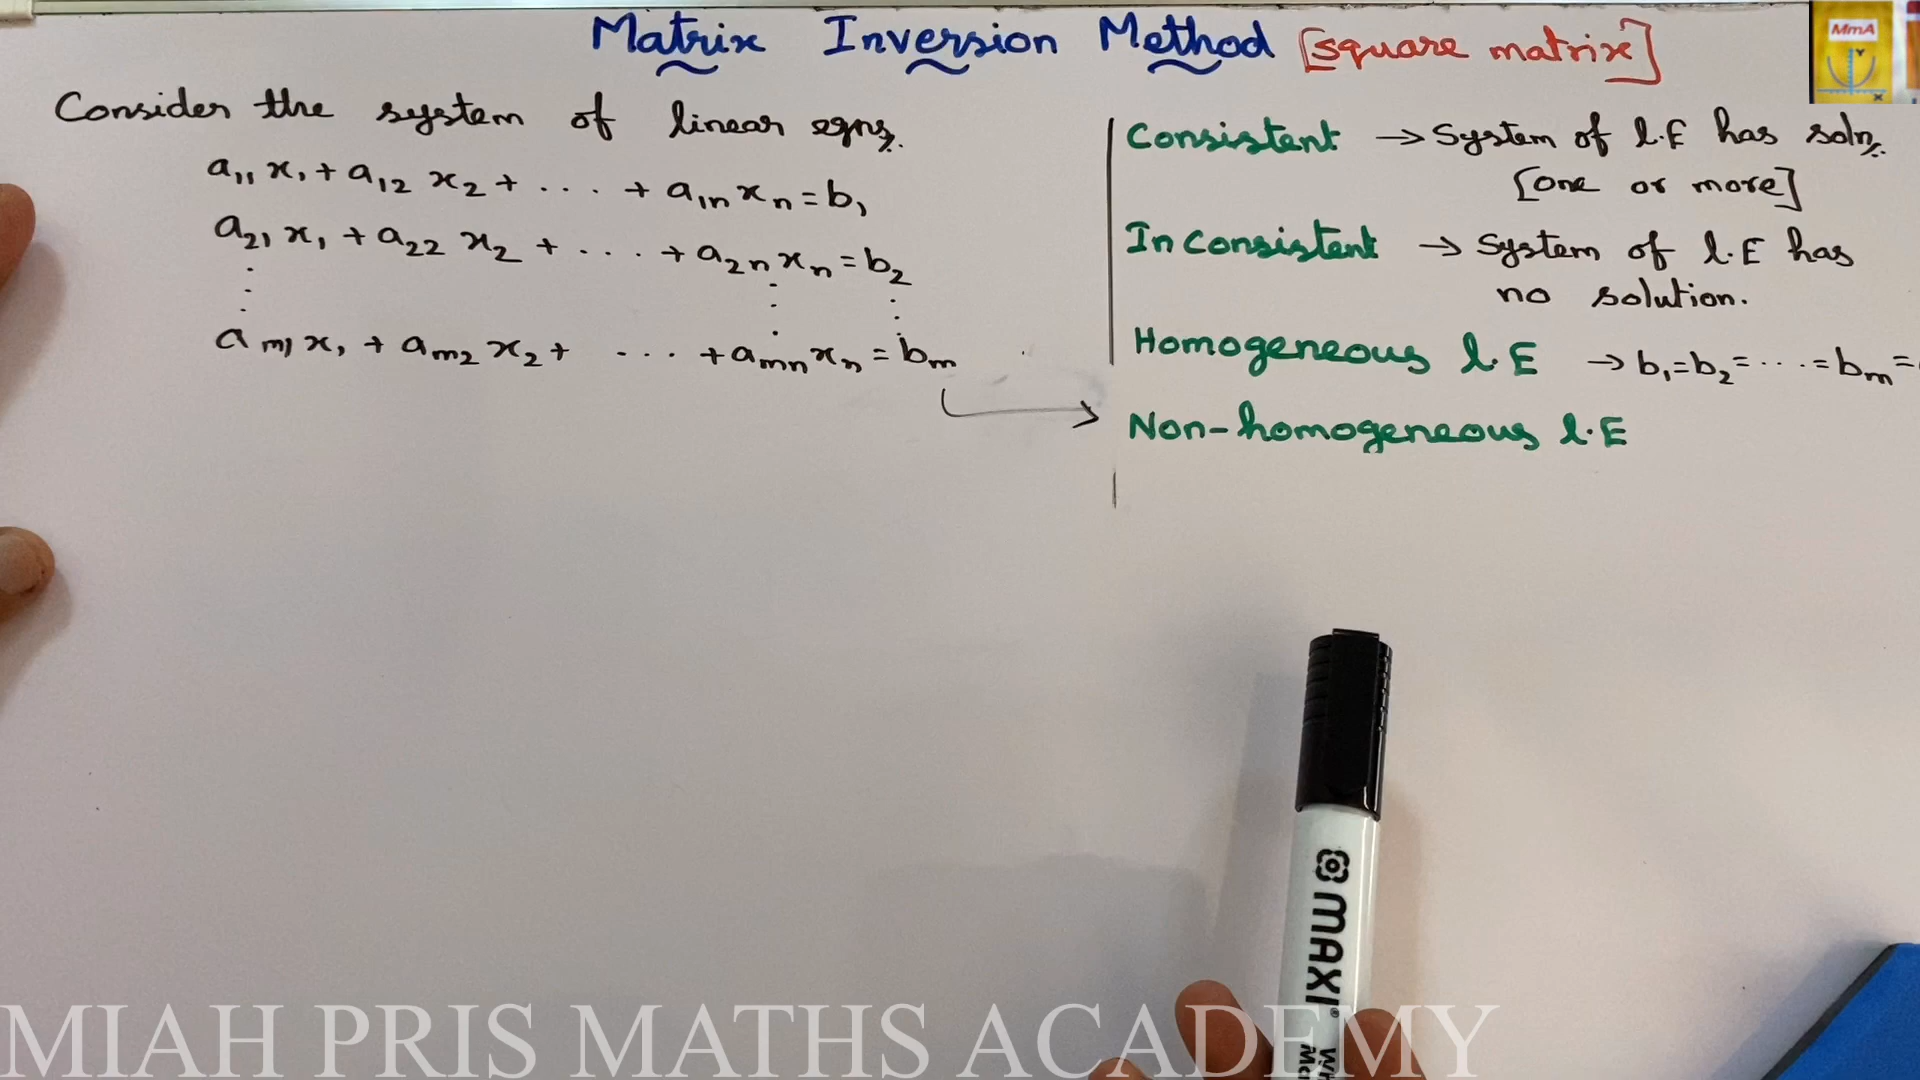 Matrix Inversion Method [square matrix]
MmA
Y
X
Consider the system of linear eqns.
a₁₁ x₁ + a₁₂ x₂ + . . . . + a₁ₙ xₙ = b₁
a₂₁ x₁ + a₂₂ x₂ + . . . . + a₂ₙ xₙ = b₂
aₘ₁ x₁ + aₘ₂ x₂ + . . . + aₘₙ xₙ = bₘ
Consistent → System of l.E has soln.
[One or more]
Inconsistent → System of l.E has
no solution.
Homogeneous l.E → b₁=b₂= . . . =bₘ=
Non-homogeneous l.E
MAXI®
MIAH PRIS MATHS ACADEMY